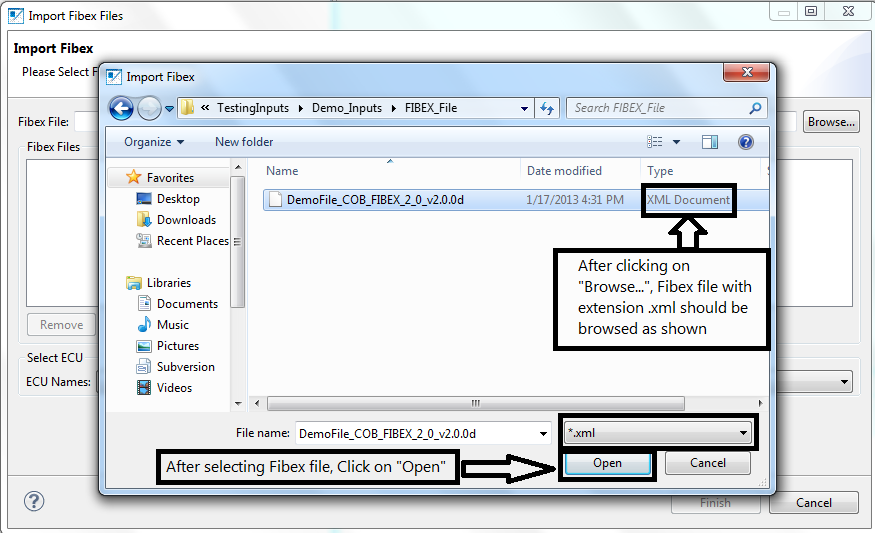 Import Fibex Files
Import Fibex
Please Select F
Import Fibex
« TestingInputs Demo_Inputs FIBEX_File
Search FIBEX_File
Fibex File:
Browse...
Organize
New folder
Fibex Files
Favorites
Desktop
Downloads
Recent Places
Libraries
Documents
Music
Pictures
Subversion
Videos
Name
Date modified
Type
DemoFile_COB_FIBEX_2_0_v2.0.0d
1/17/2013 4:31 PM
XML Document
After clicking on
"Browse...", Fibex file with
extension .xml should be
browsed as shown
Remove
Select ECU
ECU Names:
File name:
DemoFile_COB_FIBEX_2_0_v2.0.0d
*.xml
After selecting Fibex file, Click on "Open"
Open
Cancel
Finish
Cancel